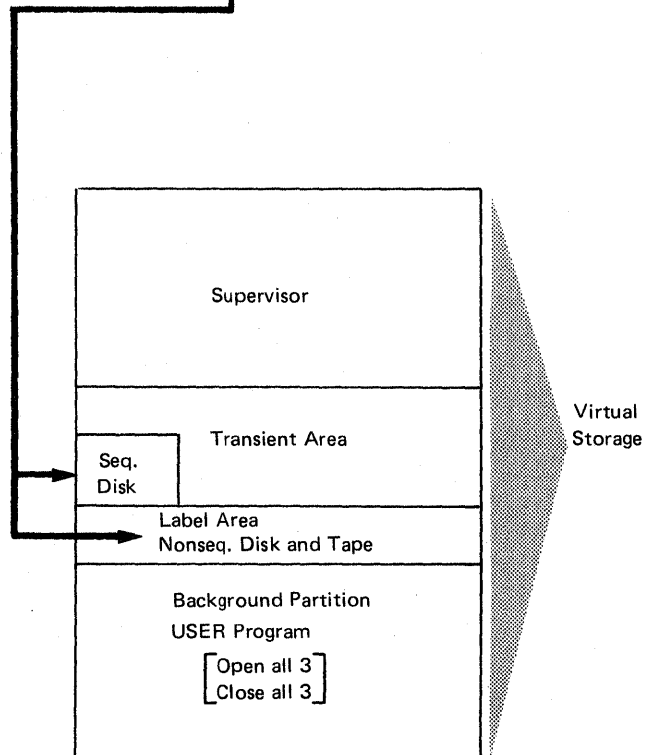 Supervisor
Virtual
Storage
Transient Area
Seq.
Disk
Label Area
Nonseq. Disk and Tape
Background Partition
USER Program
Open all 3
Close all 3